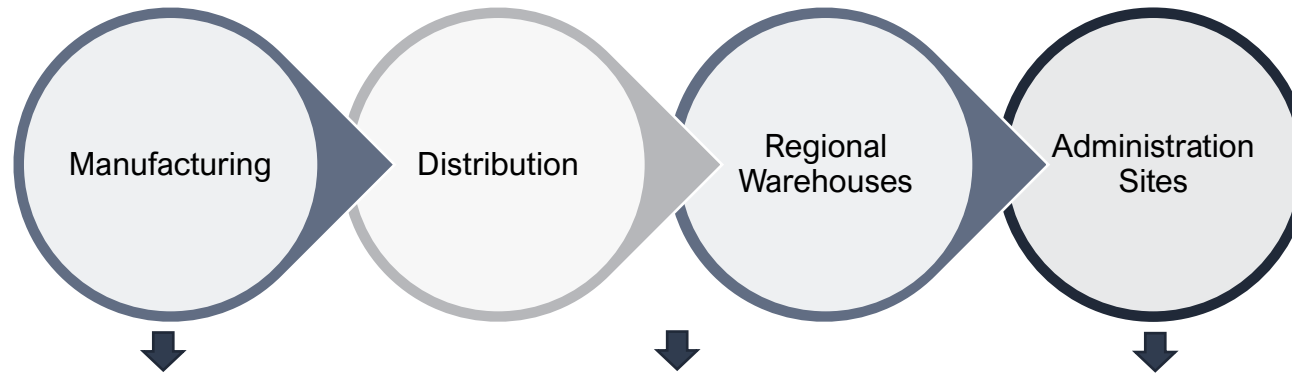 Manufacturing
Distribution
Regional
Warehouses
Administration
Sites